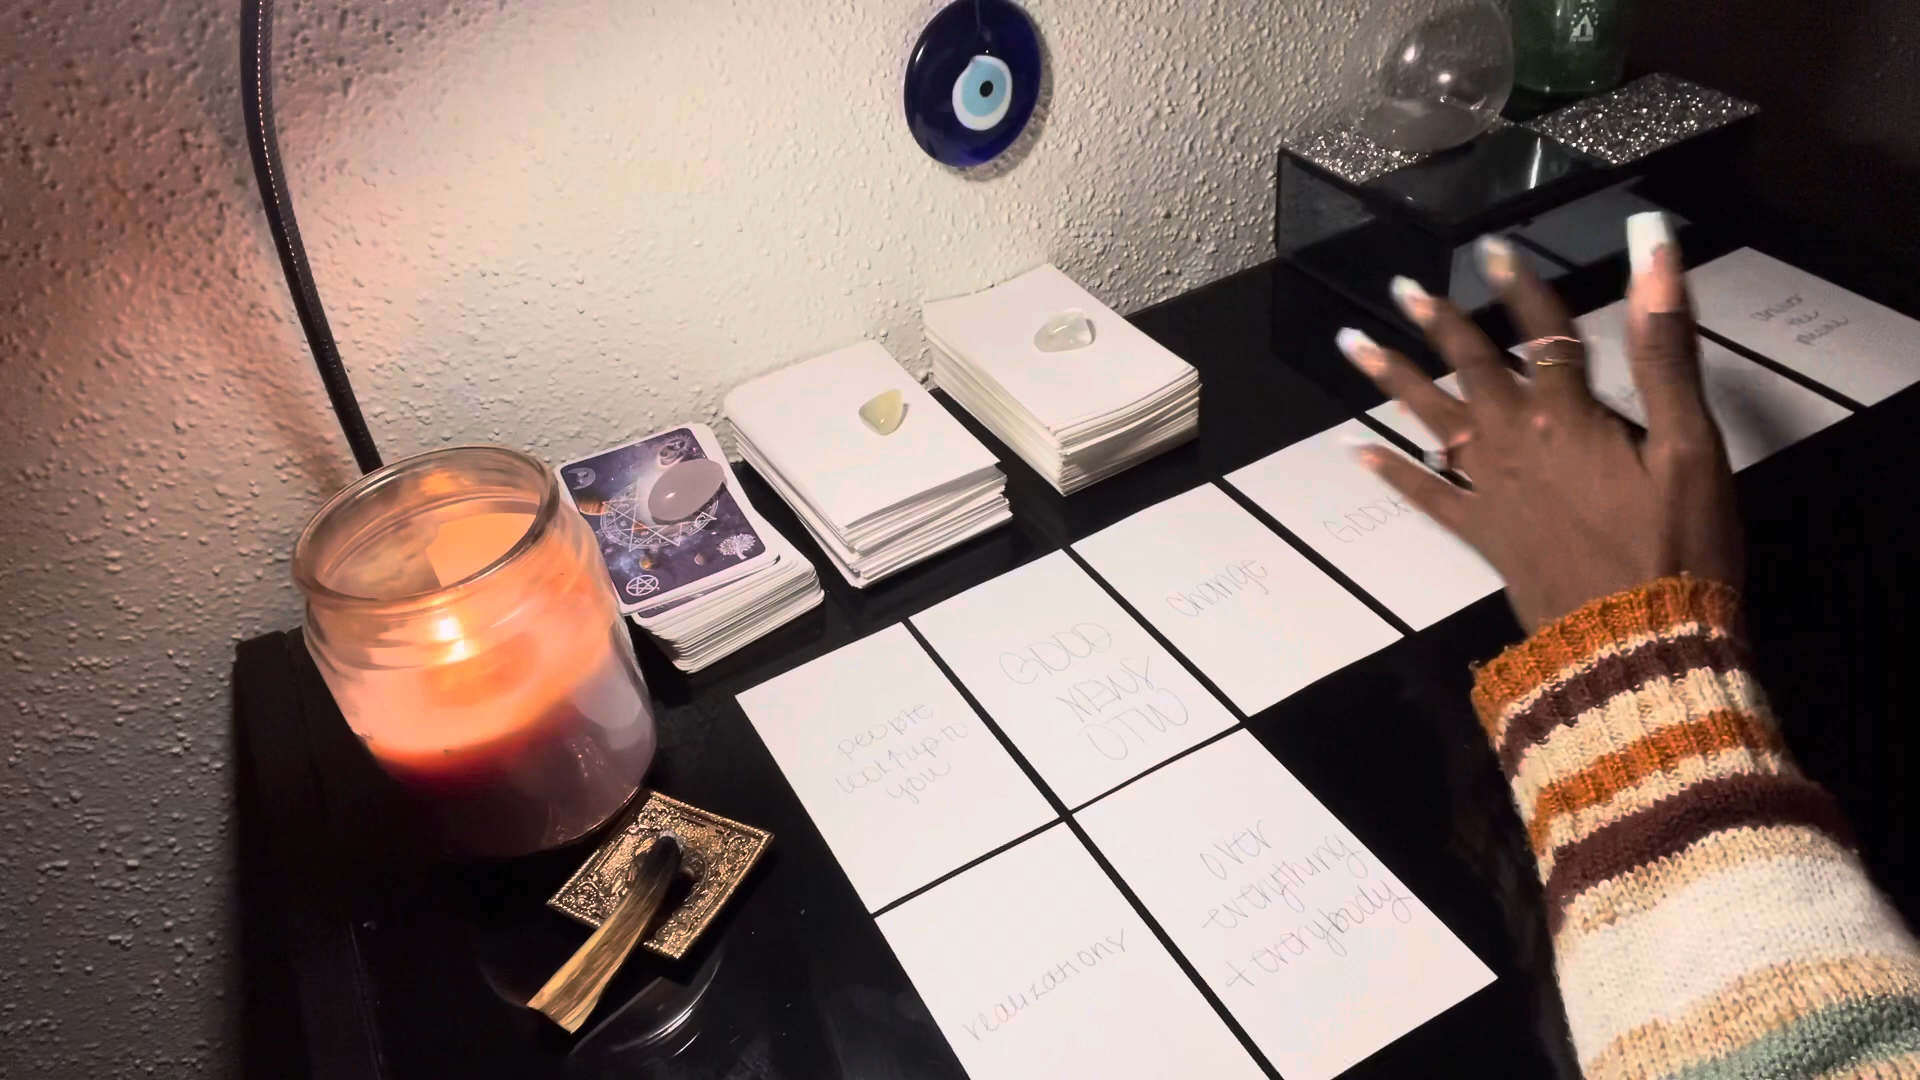 people
look up to
you
GOOD
NEWS
OTW
change
realizations
over
everything
+ everybody